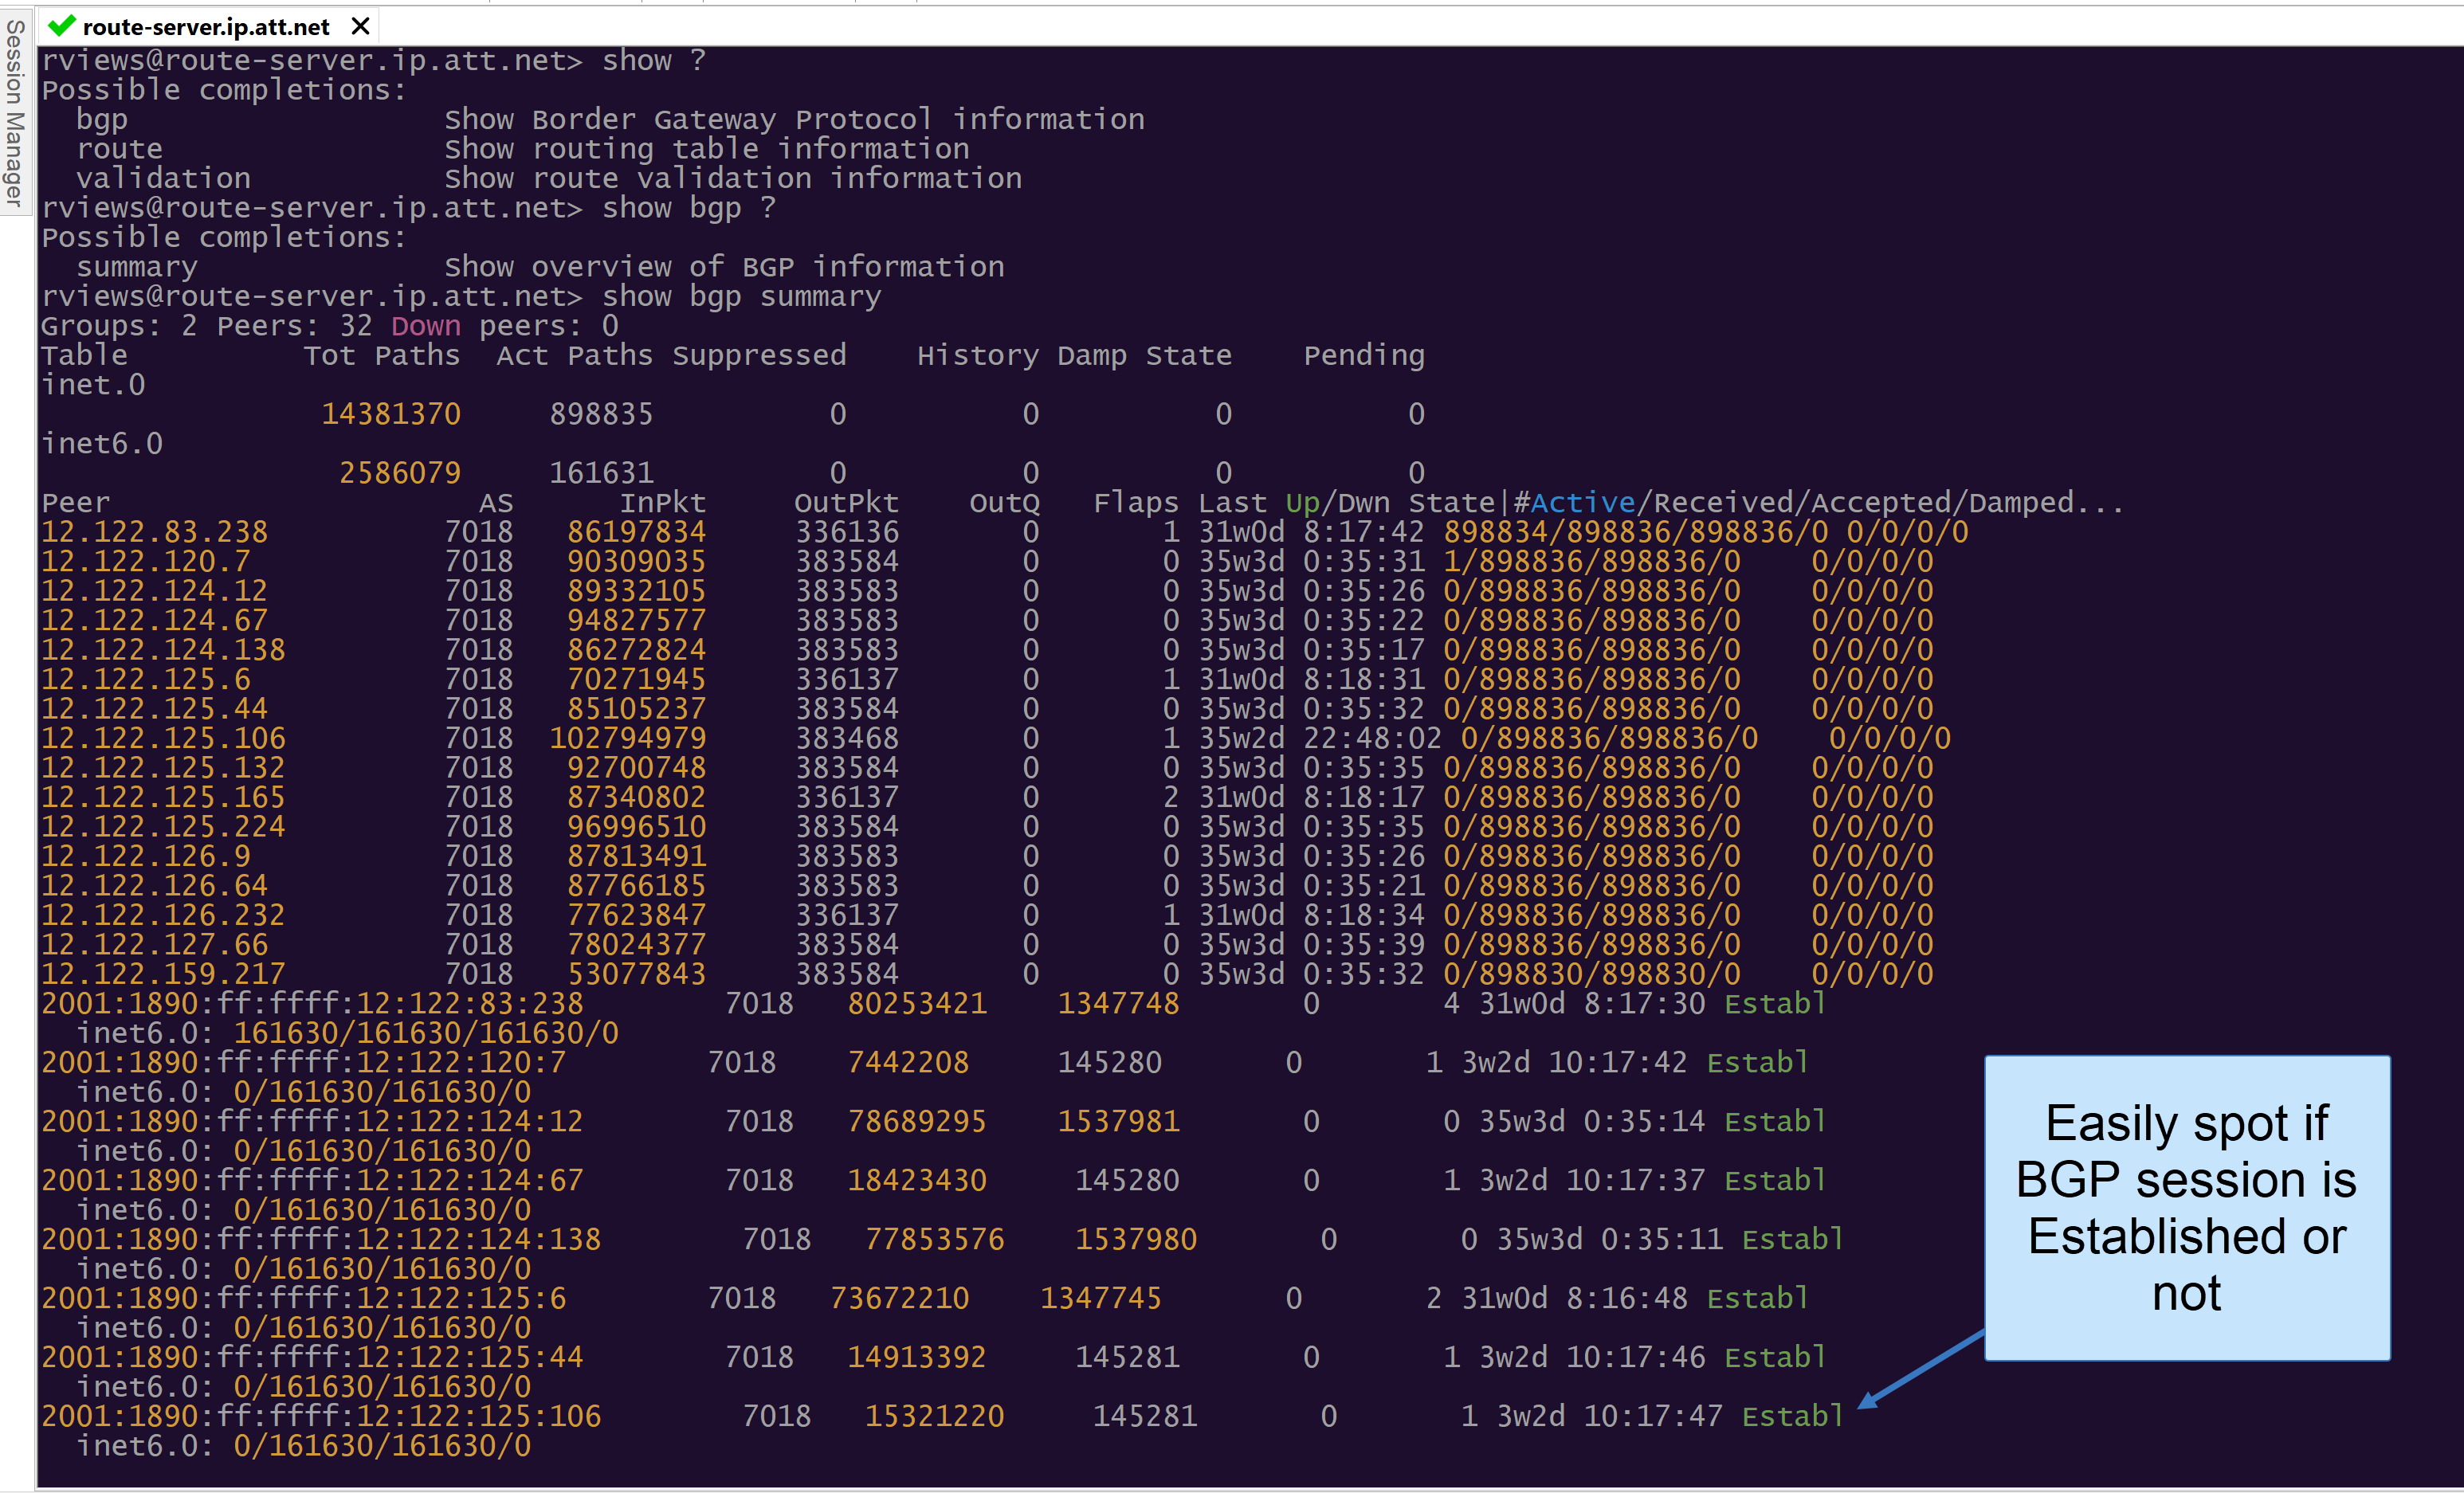 Session Manager
route-server.ip.att.net
rviews@route-server.ip.att.net> show ?
Possible completions:
  bgp                  Show Border Gateway Protocol information
  route                Show routing table information
  validation           Show route validation information
rviews@route-server.ip.att.net> show bgp ?
Possible completions:
  summary              Show overview of BGP information
rviews@route-server.ip.att.net> show bgp summary
Groups: 2 Peers: 32 Down peers: 0
Table          Tot Paths  Act Paths Suppressed    History Damp State    Pending
inet.0
                14381370     898835          0          0          0          0
inet6.0
                 2586079     161631          0          0          0          0
Peer                     AS      InPkt     OutPkt    OutQ   Flaps Last Up/Dwn State|#Active/Received/Accepted/Damped...
12.122.83.238          7018   86197834     336136       0       1 31w0d 8:17:42 898834/898836/898836/0 0/0/0/0
12.122.120.7           7018   90309035     383584       0       0 35w3d 0:35:31 1/898836/898836/0    0/0/0/0
12.122.124.12          7018   89332105     383583       0       0 35w3d 0:35:26 0/898836/898836/0    0/0/0/0
12.122.124.67          7018   94827577     383583       0       0 35w3d 0:35:22 0/898836/898836/0    0/0/0/0
12.122.124.138         7018   86272824     383583       0       0 35w3d 0:35:17 0/898836/898836/0    0/0/0/0
12.122.125.6           7018   70271945     336137       0       1 31w0d 8:18:31 0/898836/898836/0    0/0/0/0
12.122.125.44          7018   85105237     383584       0       0 35w3d 0:35:32 0/898836/898836/0    0/0/0/0
12.122.125.106         7018  102794979     383468       0       1 35w2d 22:48:02 0/898836/898836/0    0/0/0/0
12.122.125.132         7018   92700748     383584       0       0 35w3d 0:35:35 0/898836/898836/0    0/0/0/0
12.122.125.165         7018   87340802     336137       0       2 31w0d 8:18:17 0/898836/898836/0    0/0/0/0
12.122.125.224         7018   96996510     383584       0       0 35w3d 0:35:35 0/898836/898836/0    0/0/0/0
12.122.126.9           7018   87813491     383583       0       0 35w3d 0:35:26 0/898836/898836/0    0/0/0/0
12.122.126.64          7018   87766185     383583       0       0 35w3d 0:35:21 0/898836/898836/0    0/0/0/0
12.122.126.232         7018   77623847     336137       0       1 31w0d 8:18:34 0/898836/898836/0    0/0/0/0
12.122.127.66          7018   78024377     383584       0       0 35w3d 0:35:39 0/898836/898836/0    0/0/0/0
12.122.159.217         7018   53077843     383584       0       0 35w3d 0:35:32 0/898830/898830/0    0/0/0/0
2001:1890:ff:ffff:12:122:83:238        7018   80253421    1347748       0       4 31w0d 8:17:30 Establ
  inet6.0: 161630/161630/161630/0
2001:1890:ff:ffff:12:122:120:7        7018    7442208     145280       0       1 3w2d 10:17:42 Establ
  inet6.0: 0/161630/161630/0
2001:1890:ff:ffff:12:122:124:12        7018   78689295    1537981       0       0 35w3d 0:35:14 Establ
  inet6.0: 0/161630/161630/0
2001:1890:ff:ffff:12:122:124:67        7018   18423430     145280       0       1 3w2d 10:17:37 Establ
  inet6.0: 0/161630/161630/0
2001:1890:ff:ffff:12:122:124:138        7018   77853576    1537980       0       0 35w3d 0:35:11 Establ
  inet6.0: 0/161630/161630/0
2001:1890:ff:ffff:12:122:125:6        7018   73672210    1347745       0       2 31w0d 8:16:48 Establ
  inet6.0: 0/161630/161630/0
2001:1890:ff:ffff:12:122:125:44        7018   14913392     145281       0       1 3w2d 10:17:46 Establ
  inet6.0: 0/161630/161630/0
2001:1890:ff:ffff:12:122:125:106        7018   15321220     145281       0       1 3w2d 10:17:47 Establ
  inet6.0: 0/161630/161630/0
Easily spot if
BGP session is
Established or
not